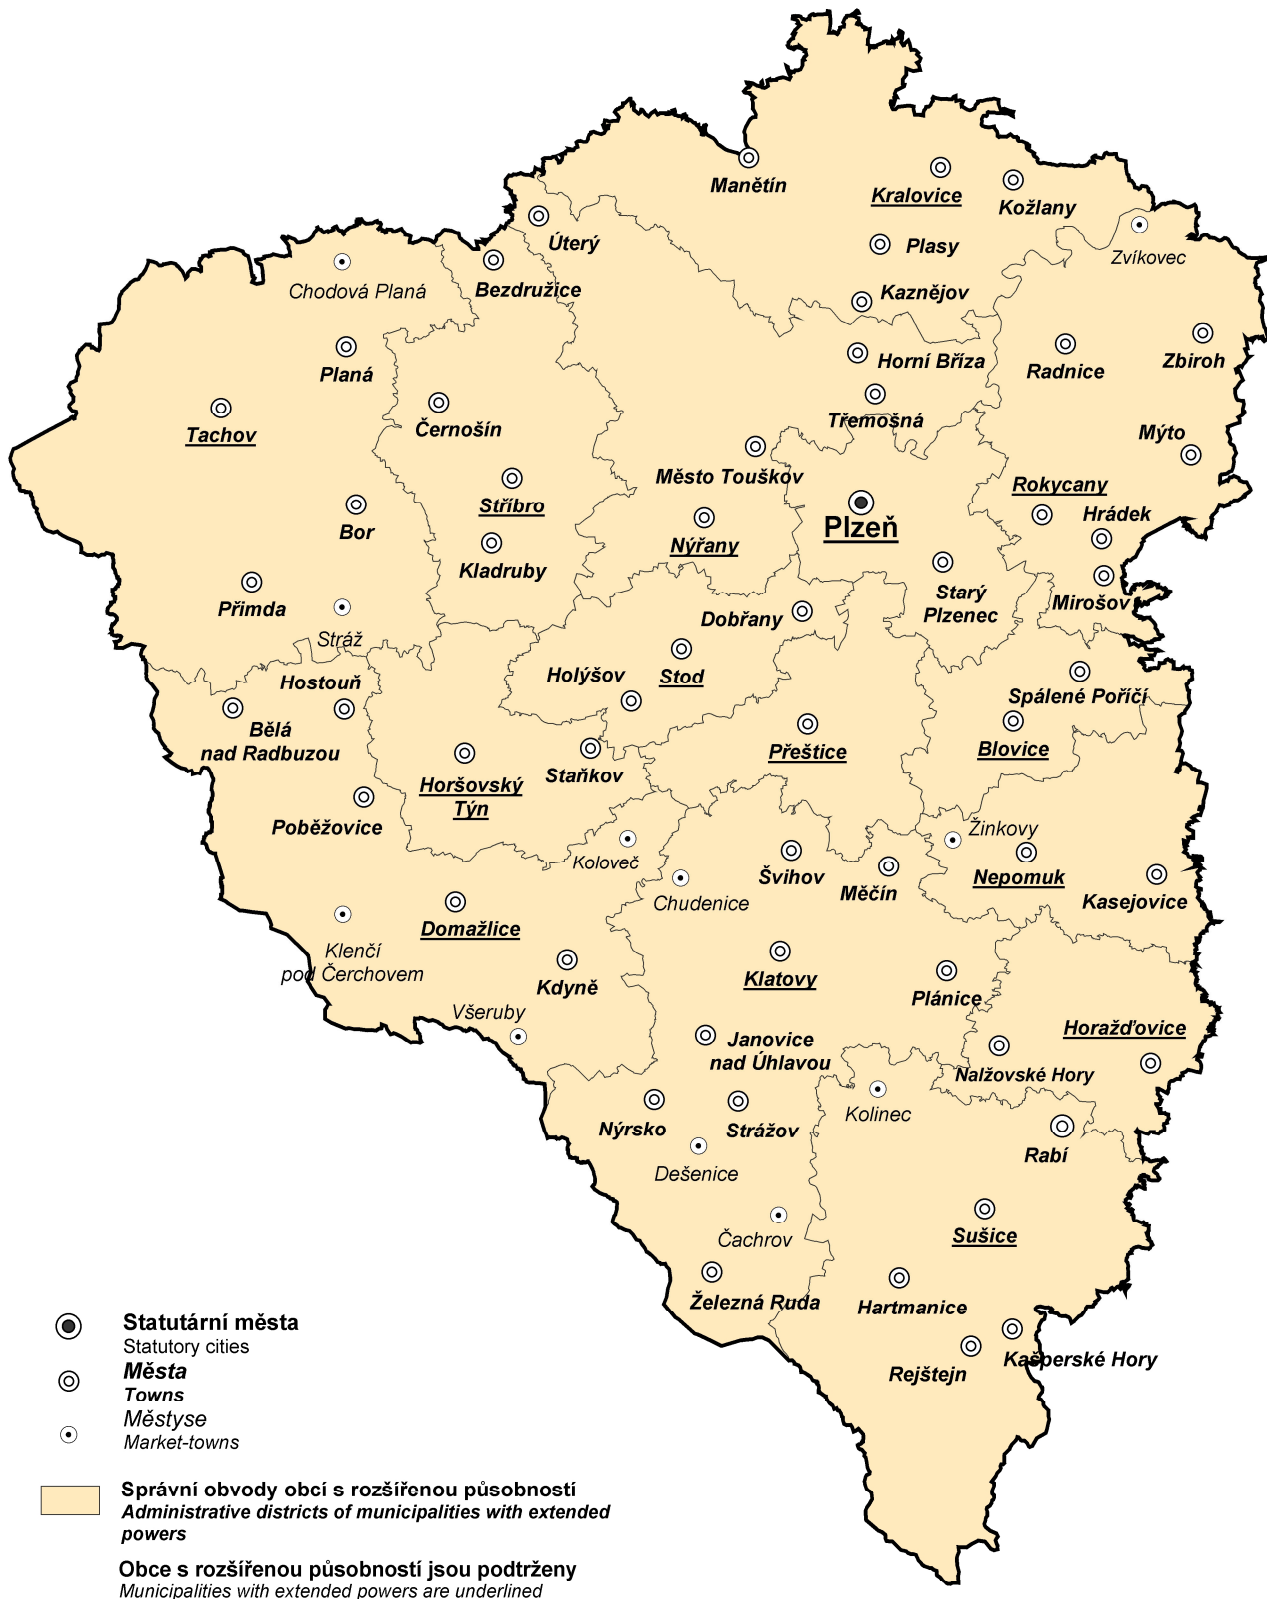 Manětín
Kralovice
Kožlany
Úterý
Plasy
Zvíkovec
Chodová Planá
Bezdružice
Kaznějov
Planá
Horní Bříza
Radnice
Zbiroh
Tachov
Černošín
Třemošná
Mýto
Město Touškov
Stříbro
Rokycany
Bor
Plzeň
Hrádek
Nýřany
Kladruby
Přimda
Starý
Plzenec
Mirošov
Dobřany
Stráž
Holýšov
Stod
Hostouň
Spálené Poříčí
Bělá
nad Radbuzou
Přeštice
Blovice
Staňkov
Horšovský
Týn
Poběžovice
Žinkovy
Koloveč
Švihov
Nepomuk
Chudenice
Měčín
Kasejovice
Domažlice
Klenčí
pod Čerchovem
Klatovy
Kdyně
Plánice
Všeruby
Horažďovice
Janovice
nad Úhlavou
Nalžovské Hory
Kolinec
Nýrsko
Strážov
Rabí
Dešenice
Čachrov
Sušice
Železná Ruda
Hartmanice
Kašperské Hory
Rejštejn
Statutární města
Statutory cities
Města
Towns
Městyse
Market-towns
Správní obvody obcí s rozšířenou působností
Administrative districts of municipalities with extended
powers
Obce s rozšířenou působností jsou podtrženy
Municipalities with extended powers are underlined